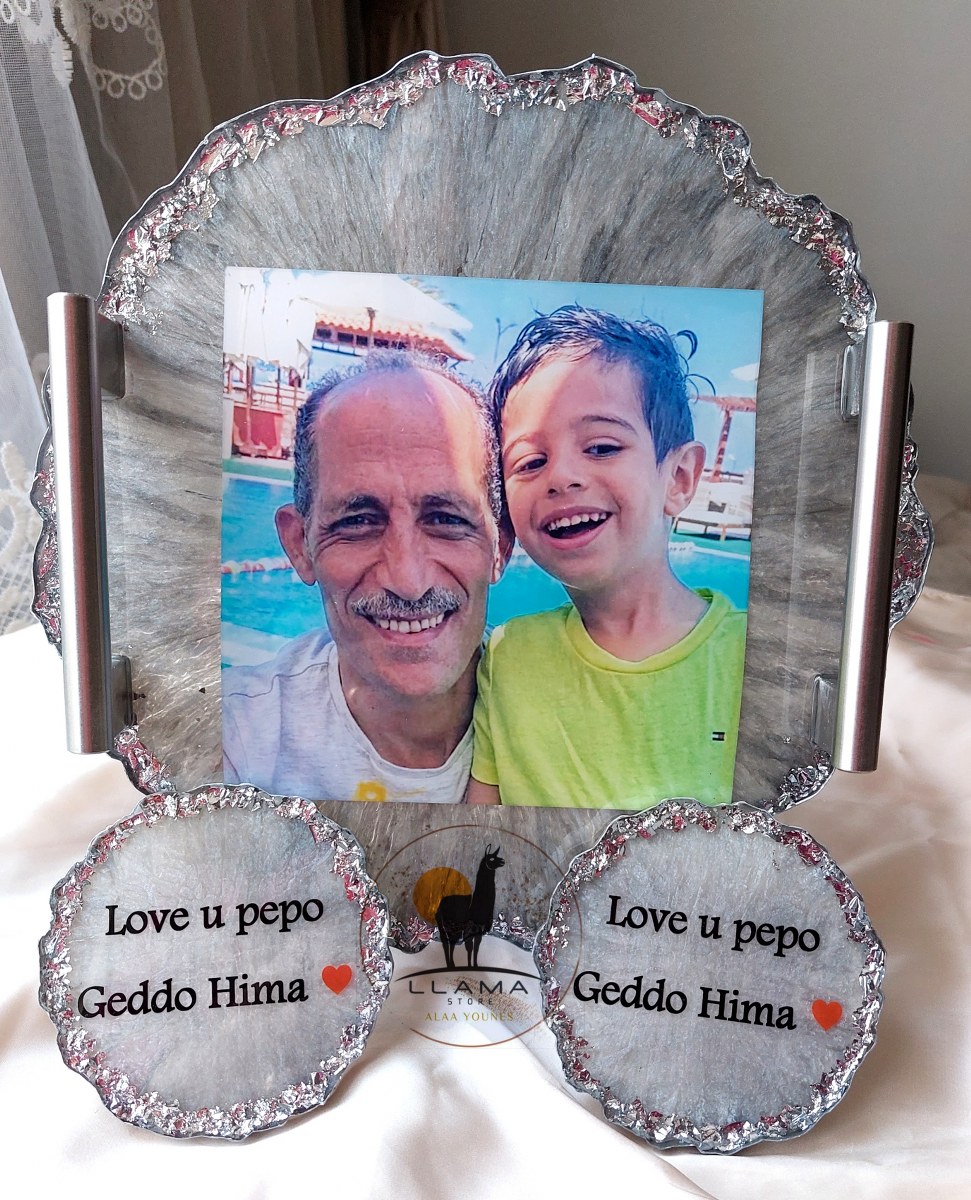 Love u pepo
Geddo Hima ❤
Love u pepo
Geddo Hima ❤
LLAMA
STORE
ALAA YOUNES